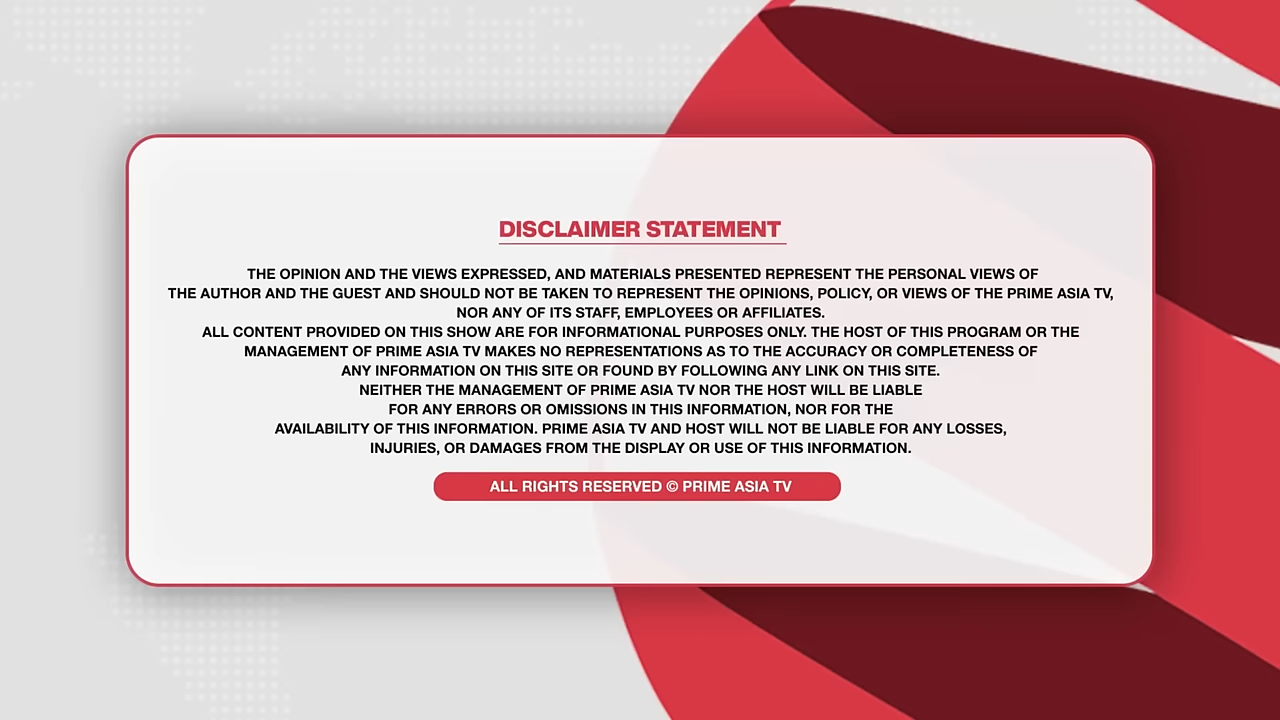 DISCLAIMER STATEMENT
THE OPINION AND THE VIEWS EXPRESSED, AND MATERIALS PRESENTED REPRESENT THE PERSONAL VIEWS OF
THE AUTHOR AND THE GUEST AND SHOULD NOT BE TAKEN TO REPRESENT THE OPINIONS, POLICY, OR VIEWS OF THE PRIME ASIA TV,
NOR ANY OF ITS STAFF, EMPLOYEES OR AFFILIATES.
ALL CONTENT PROVIDED ON THIS SHOW ARE FOR INFORMATIONAL PURPOSES ONLY. THE HOST OF THIS PROGRAM OR THE
MANAGEMENT OF PRIME ASIA TV MAKES NO REPRESENTATIONS AS TO THE ACCURACY OR COMPLETENESS OF
ANY INFORMATION ON THIS SITE OR FOUND BY FOLLOWING ANY LINK ON THIS SITE.
NEITHER THE MANAGEMENT OF PRIME ASIA TV NOR THE HOST WILL BE LIABLE
FOR ANY ERRORS OR OMISSIONS IN THIS INFORMATION, NOR FOR THE
AVAILABILITY OF THIS INFORMATION. PRIME ASIA TV AND HOST WILL NOT BE LIABLE FOR ANY LOSSES,
INJURIES, OR DAMAGES FROM THE DISPLAY OR USE OF THIS INFORMATION.
ALL RIGHTS RESERVED © PRIME ASIA TV